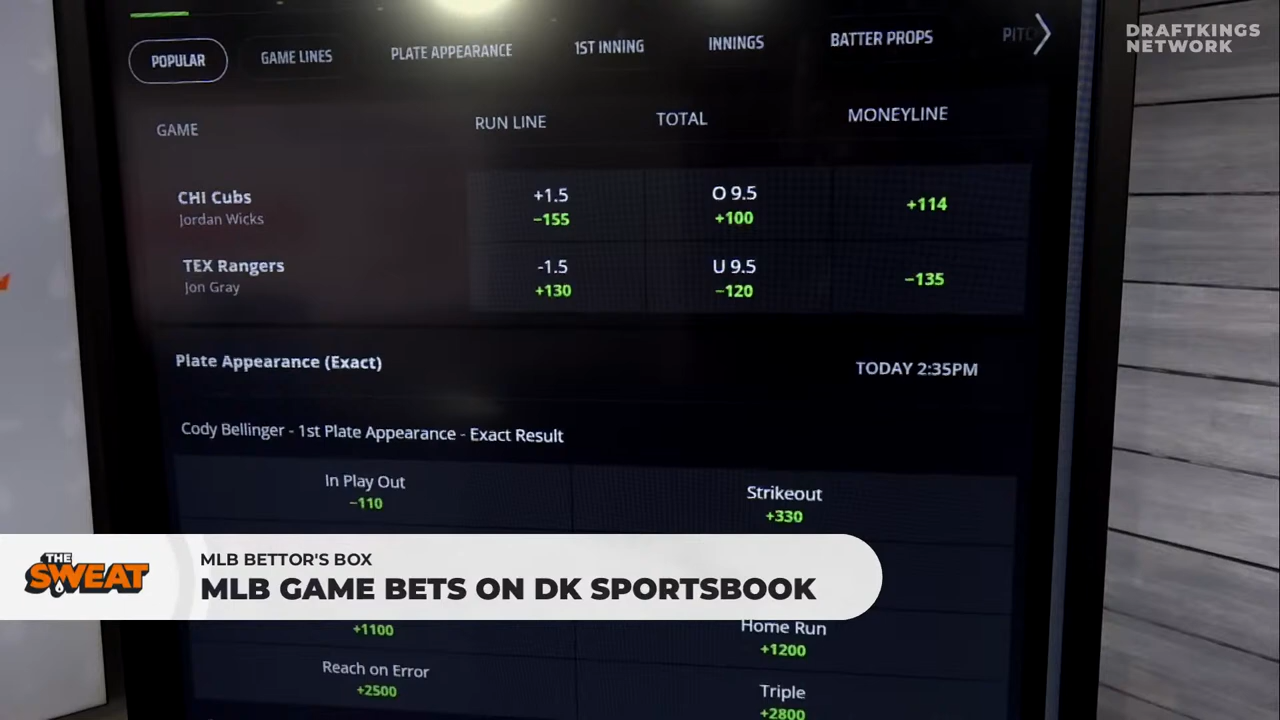 DRAFTKINGS
NETWORK
POPULAR
GAME LINES
PLATE APPEARANCE
1ST INNING
INNINGS
BATTER PROPS
GAME
RUN LINE
TOTAL
MONEYLINE
CHI Cubs
Jordan Wicks
+1.5
−155
O 9.5
+100
+114
TEX Rangers
Jon Gray
-1.5
+130
U 9.5
−120
−135
Plate Appearance (Exact)
TODAY 2:35PM
Cody Bellinger - 1st Plate Appearance - Exact Result
In Play Out
−110
Strikeout
+330
THE
SWEAT
MLB BETTOR'S BOX
MLB GAME BETS ON DK SPORTSBOOK
+1100
Home Run
+1200
Reach on Error
+2500
Triple
+2800